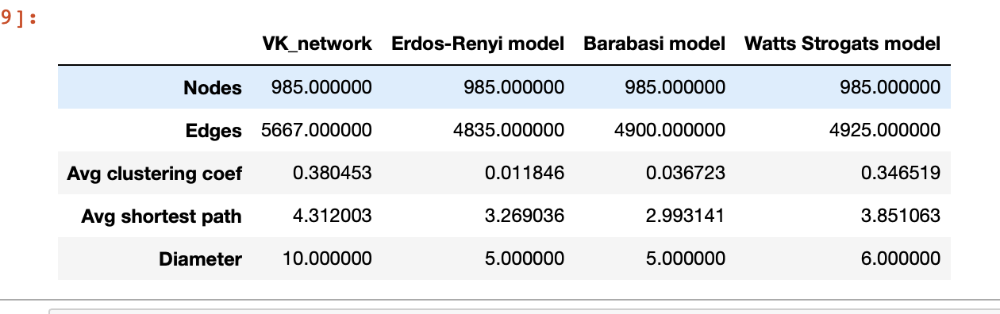 9]:
VK_network Erdos-Renyi model Barabasi model Watts Strogats model
Nodes 985.000000 985.000000 985.000000 985.000000
Edges 5667.000000 4835.000000 4900.000000 4925.000000
Avg clustering coef 0.380453 0.011846 0.036723 0.346519
Avg shortest path 4.312003 3.269036 2.993141 3.851063
Diameter 10.000000 5.000000 5.000000 6.000000